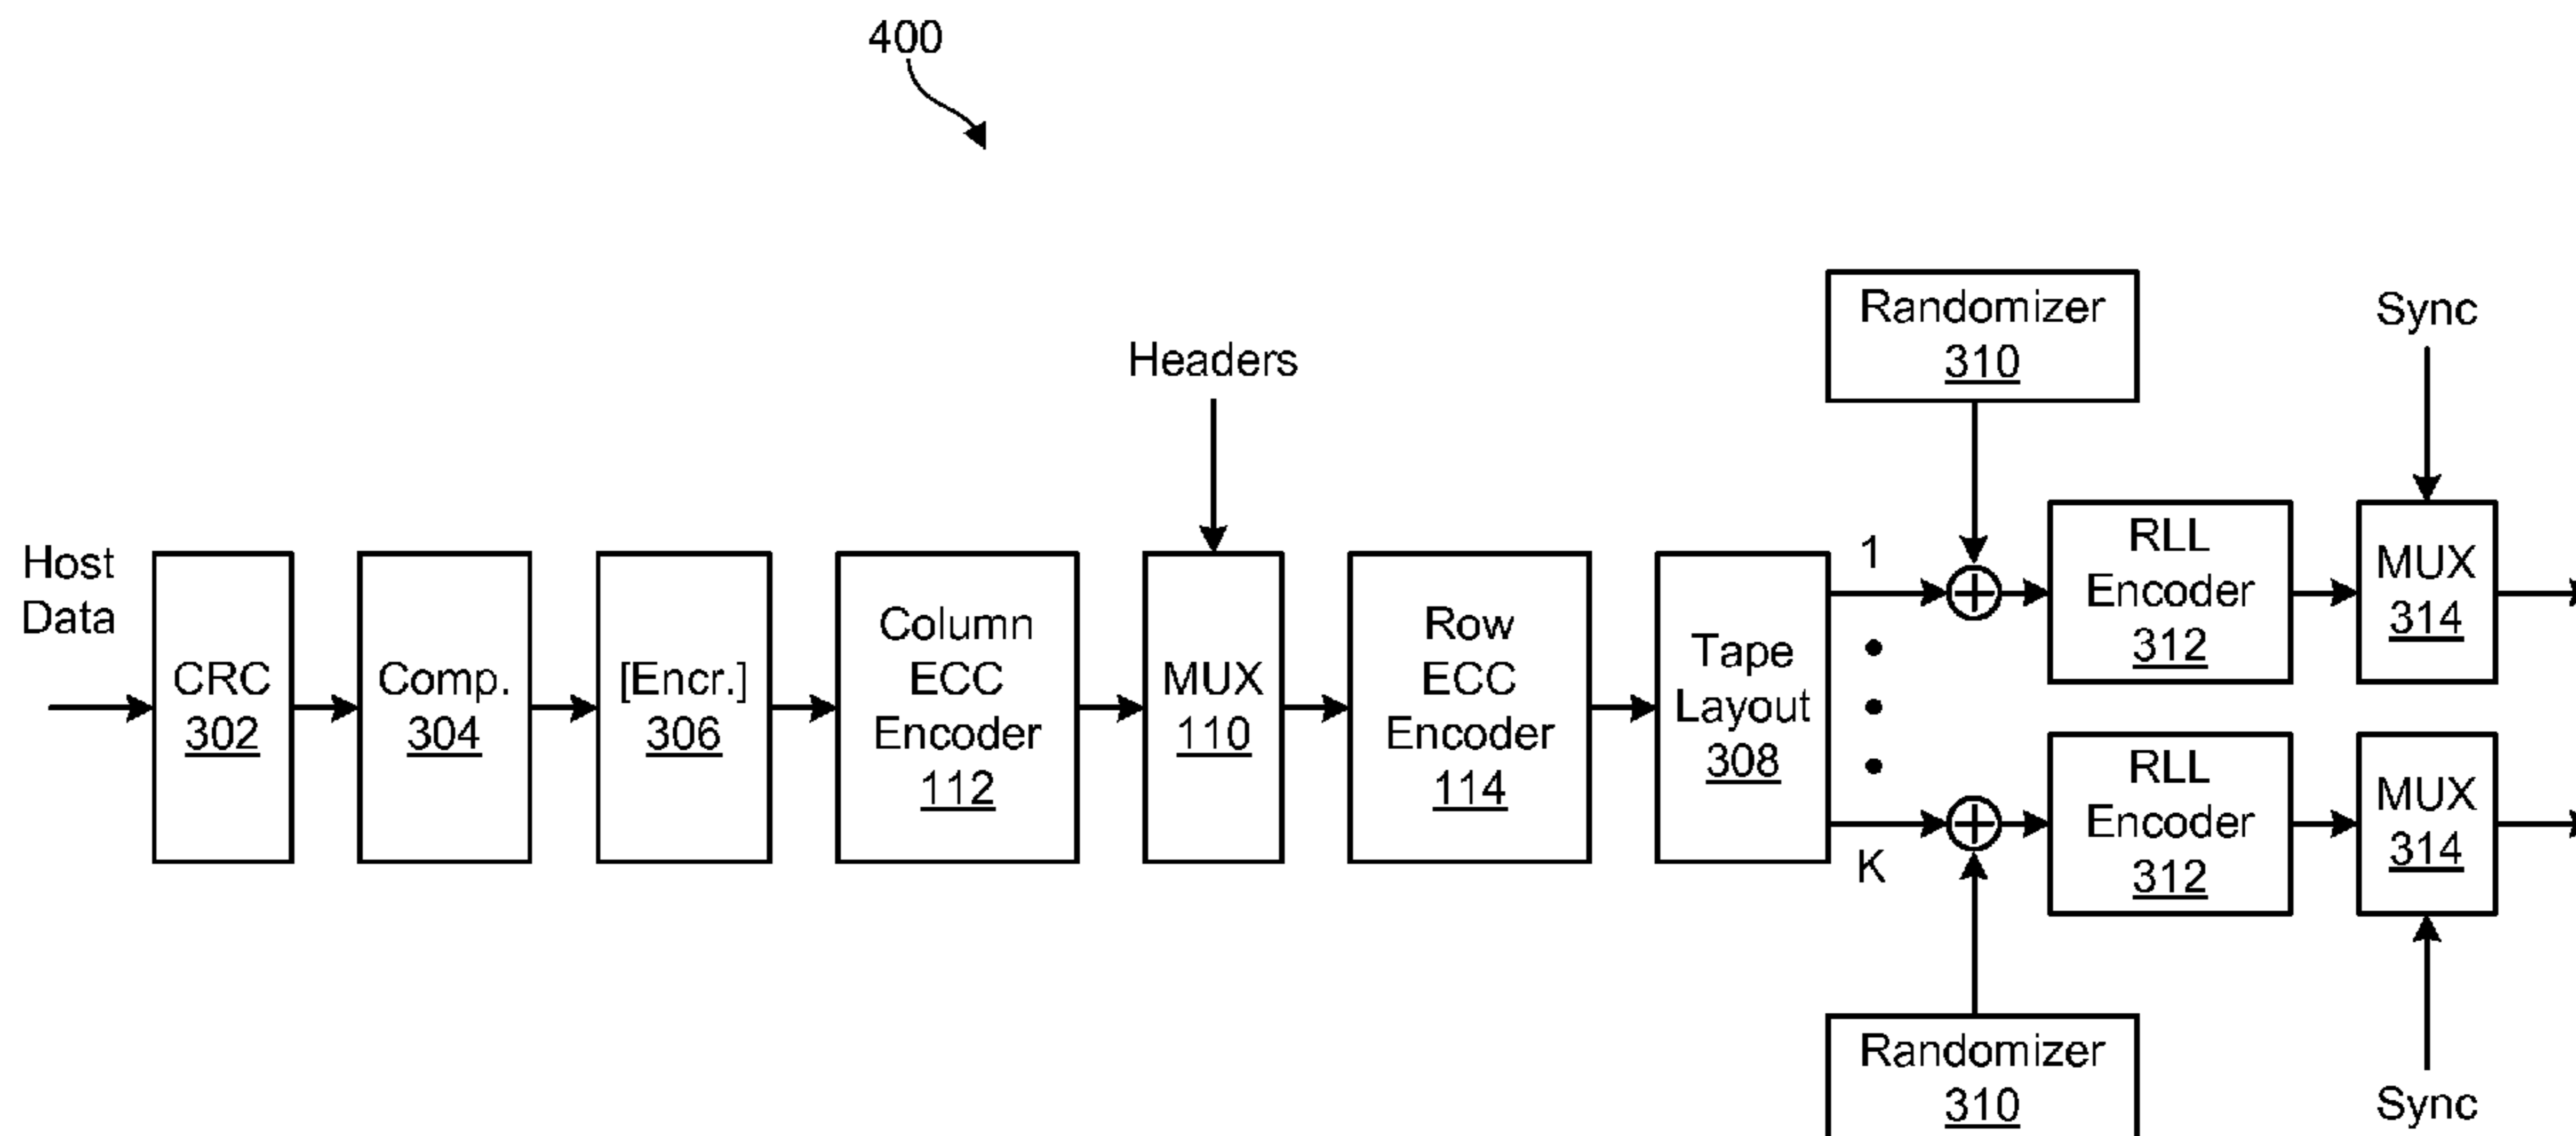 400
Headers
Host
Data
CRC
302
Comp.
304
[Encr.]
306
Column
ECC
Encoder
112
MUX
110
Row
ECC
Encoder
114
Tape
Layout
308
1
K
Randomizer
310
RLL
Encoder
312
Sync
MUX
314
RLL
Encoder
312
MUX
314
Randomizer
310
Sync